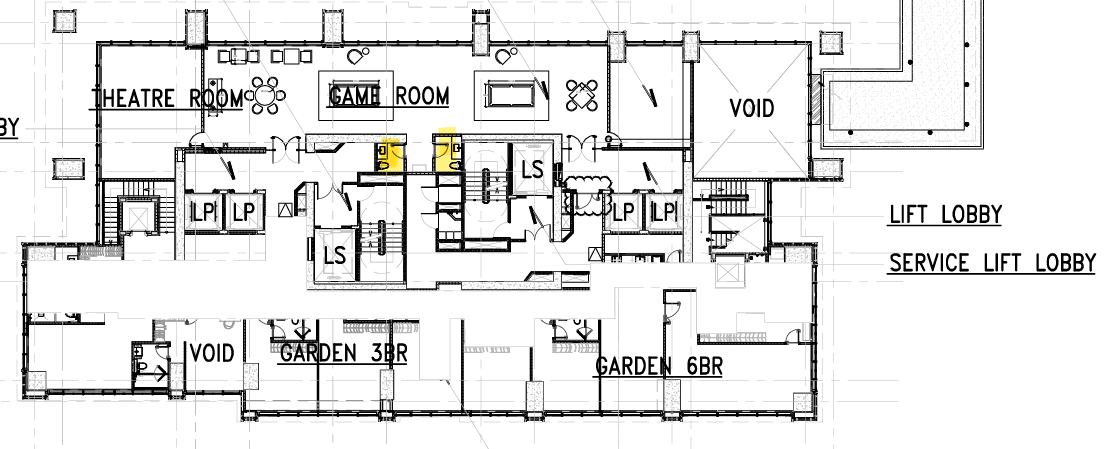 THEATRE ROOM
GAME ROOM
VOID
BY
LS
LP
LP
LP
LP
LIFT LOBBY
LS
SERVICE LIFT LOBBY
VOID
GARDEN 3BR
GARDEN 6BR